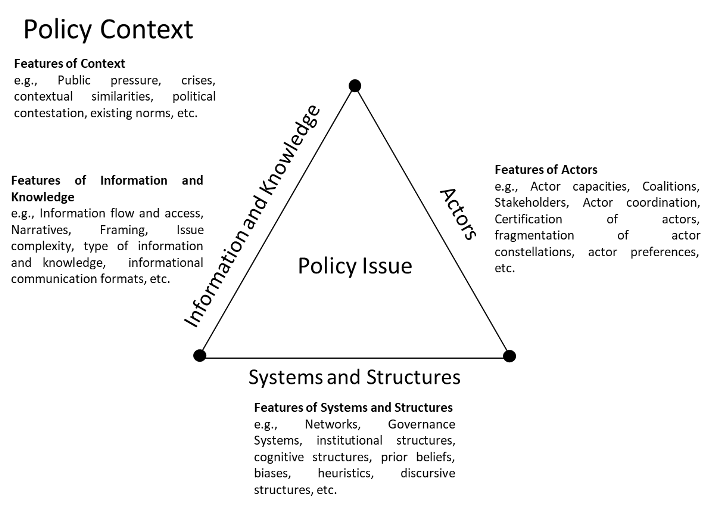 Policy Context
Features of Context
e.g., Public pressure, crises,
contextual similarities, political
contestation, existing norms, etc.
Features of Information and
Knowledge
e.g., Information flow and access,
Narratives, Framing, Issue
complexity, type of information
and knowledge, informational
communication formats, etc.
Information and Knowledge
Actors
Features of Actors
e.g., Actor capacities, Coalitions,
Stakeholders, Actor coordination,
Certification of actors,
fragmentation of actor
constellations, actor preferences,
etc.
Policy Issue
Systems and Structures
Features of Systems and Structures
e.g., Networks, Governance
Systems, institutional structures,
cognitive structures, prior beliefs,
biases, heuristics, discursive
structures, etc.